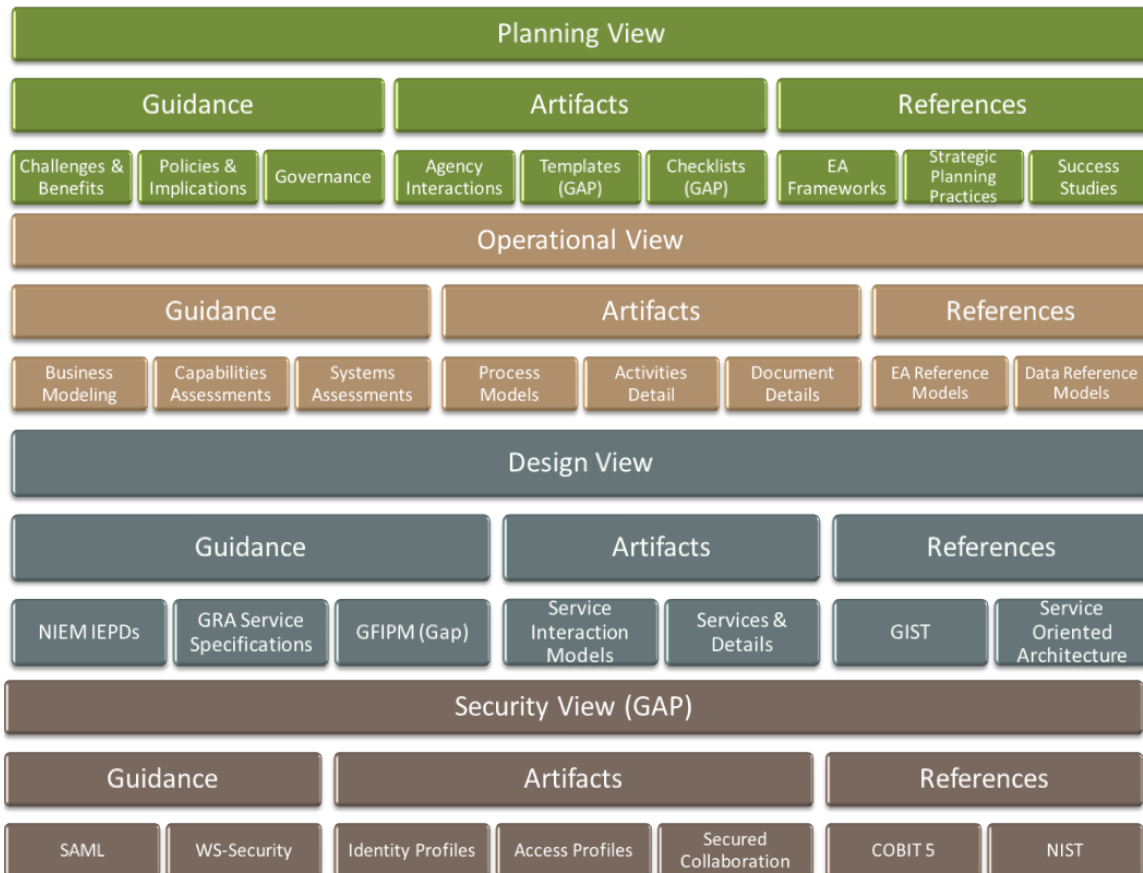 Planning View
Guidance
Artifacts
References
Challenges &
Benefits
Policies &
Implications
Governance
Agency
Interactions
Templates
(GAP)
Checklists
(GAP)
EA
Frameworks
Strategic
Planning
Practices
Success
Studies
Operational View
Guidance
Artifacts
References
Business
Modeling
Capabilities
Assessments
Systems
Assessments
Process
Models
Activities
Detail
Document
Details
EA Reference
Models
Data Reference
Models
Design View
Guidance
Artifacts
References
NIEM IEPDs
GRA Service
Specifications
GFIPM (Gap)
Service
Interaction
Models
Services &
Details
GIST
Service
Oriented
Architecture
Security View (GAP)
Guidance
Artifacts
References
SAML
WS-Security
Identity Profiles
Access Profiles
Secured
Collaboration
COBIT 5
NIST